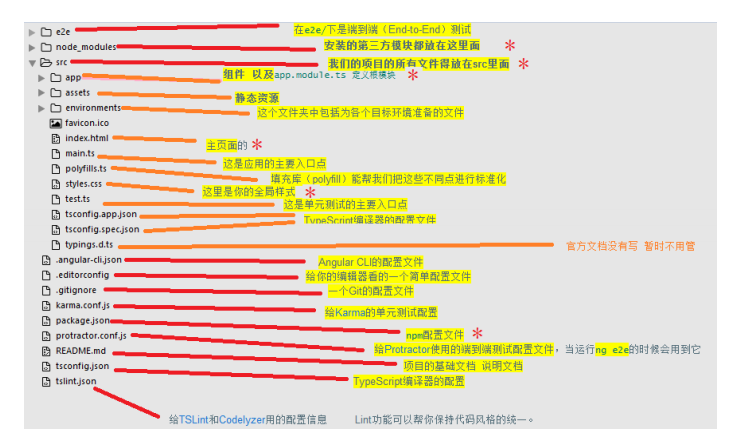 e2e 在e2e/下是端到端（End-to-End）测试
node_modules 安装的第三方模块都放在这里面 *
src 我们的项目的所有文件得放在src里面 *
app 组件 以及app.module.ts 定义根模块 *
assets 静态资源
environments 这个文件夹中包括为各个目标环境准备的文件
favicon.ico
index.html 主页面的 *
main.ts 这是应用的主要入口点
polyfills.ts 填充库（polyfill）能帮我们把这些不同点进行标准化
styles.css 这里是你的全局样式 *
test.ts 这是单元测试的主要入口点
tsconfig.app.json TypeScript编译器的配置文件
tsconfig.spec.json
typings.d.ts 官方文档没有写 暂时不用管
.angular-cli.json Angular CLI的配置文件
.editorconfig 给你的编辑器看的一个简单配置文件
.gitignore 一个Git的配置文件
karma.conf.js 给Karma的单元测试配置
package.json npm配置文件 *
protractor.conf.js 给Protractor使用的端到端测试配置文件，当运行ng e2e的时候会用到它
README.md 项目的基础文档 说明文档
tsconfig.json TypeScript编译器的配置
tslint.json
给TSLint和Codelyzer用的配置信息 Lint功能可以帮你保持代码风格的统一。